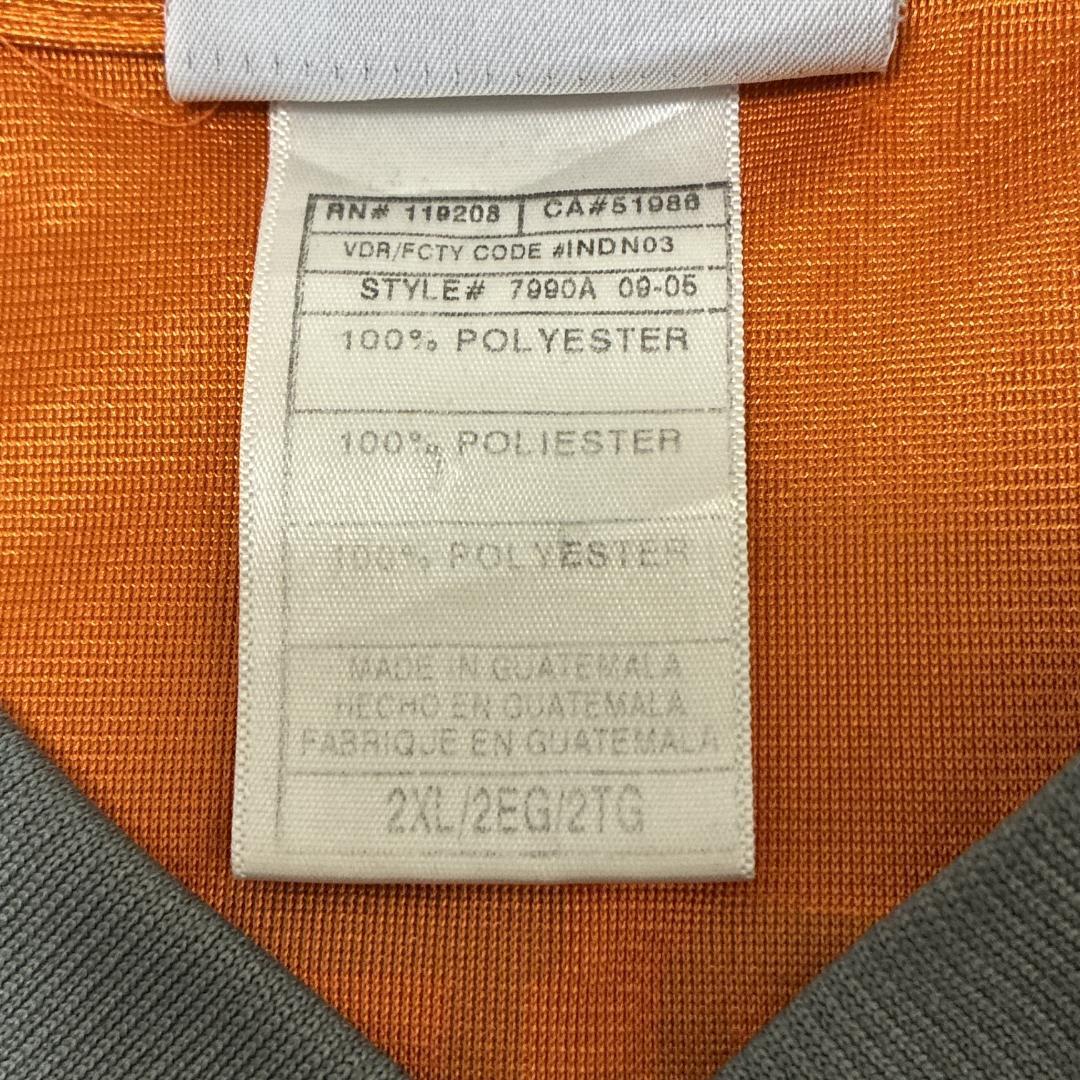 RN# 119208 CA#51986
VDR/FCTY CODE #INDN03
STYLE# 7990A 09-05
100% POLYESTER
100% POLIESTER
100% POLYESTER
MADE IN GUATEMALA
HECHO EN GUATEMALA
FABRIQUE EN GUATEMALA
2XL/2EG/2TG